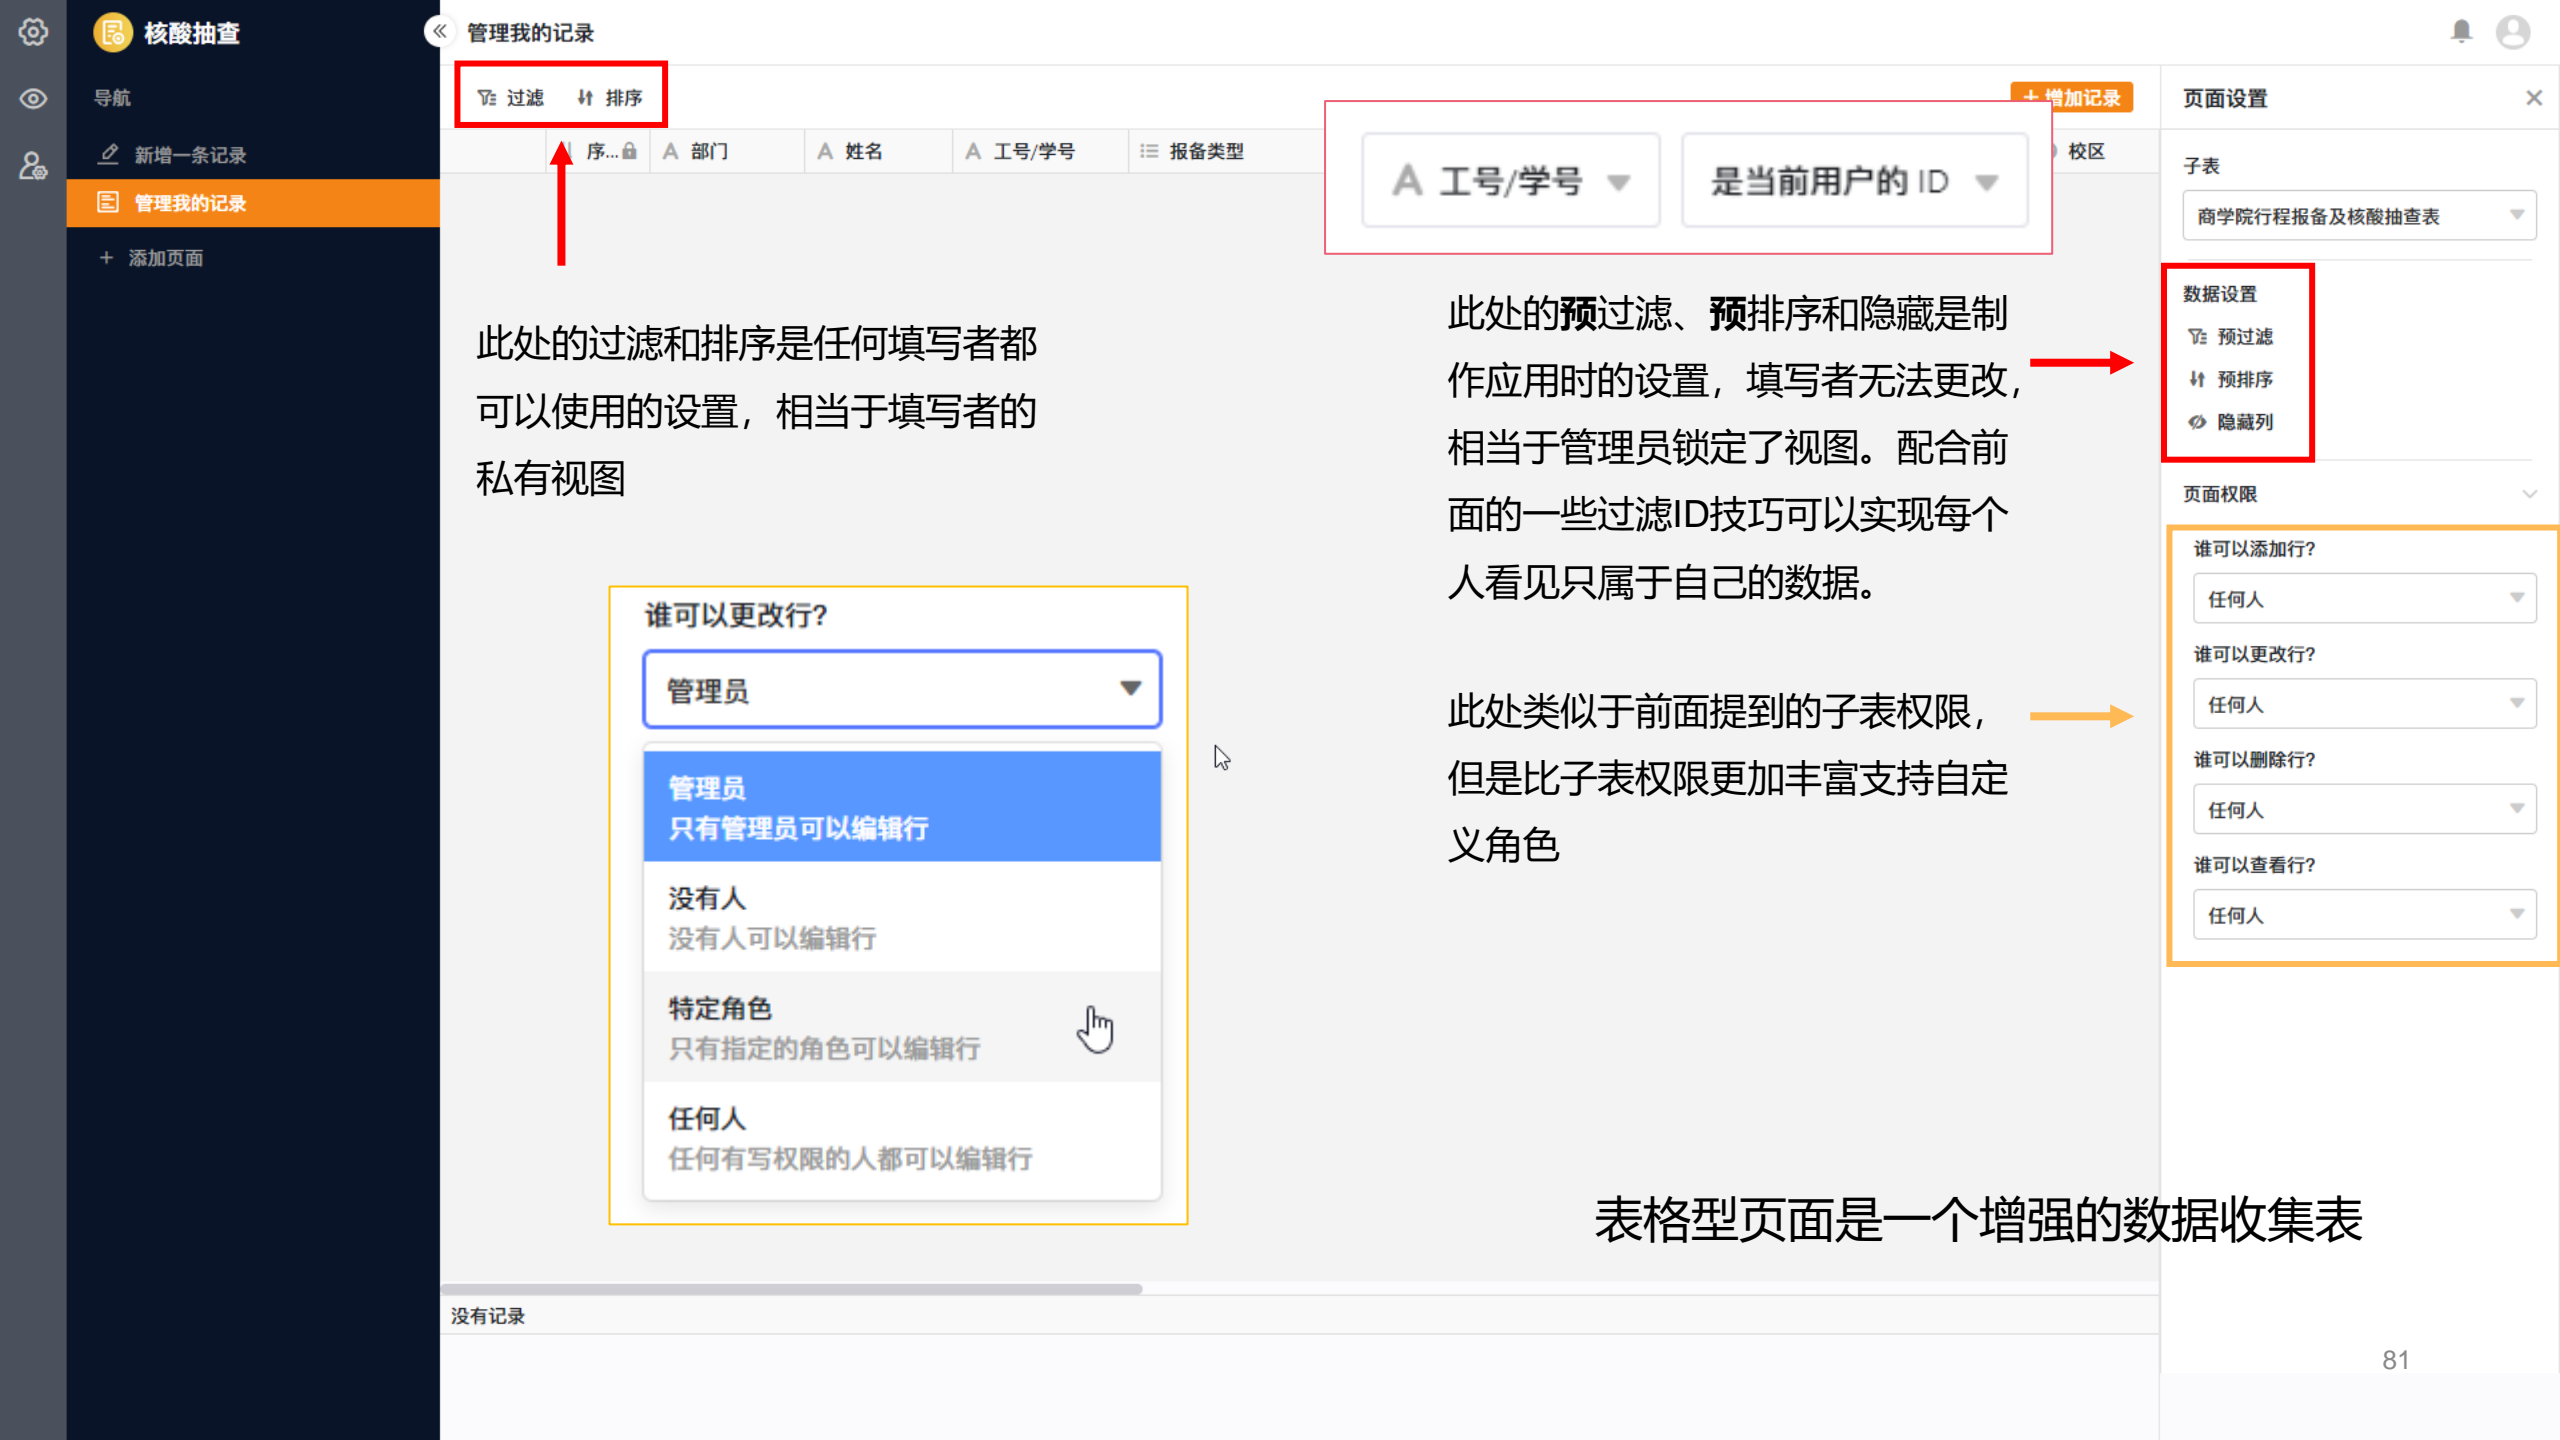 核酸抽查
管理我的记录
导航
新增一条记录
管理我的记录
+ 添加页面
过滤 排序
增加记录
序... 部门 姓名 工号/学号 报备类型 校区
A 工号/学号 是当前用户的 ID
此处的过滤和排序是任何填写者都
可以使用的设置，相当于填写者的
私有视图
此处的预过滤、预排序和隐藏是制
作应用时的设置，填写者无法更改，
相当于管理员锁定了视图。配合前
面的一些过滤ID技巧可以实现每个
人看见只属于自己的数据。
此处类似于前面提到的子表权限，
但是比子表权限更加丰富支持自定
义角色
谁可以更改行?
管理员
管理员
只有管理员可以编辑行
没有人
没有人可以编辑行
特定角色
只有指定的角色可以编辑行
任何人
任何有写权限的人都可以编辑行
页面设置
子表
商学院行程报备及核酸抽查表
数据设置
预过滤
预排序
隐藏列
页面权限
谁可以添加行?
任何人
谁可以更改行?
任何人
谁可以删除行?
任何人
谁可以查看行?
任何人
表格型页面是一个增强的数据收集表
没有记录
81